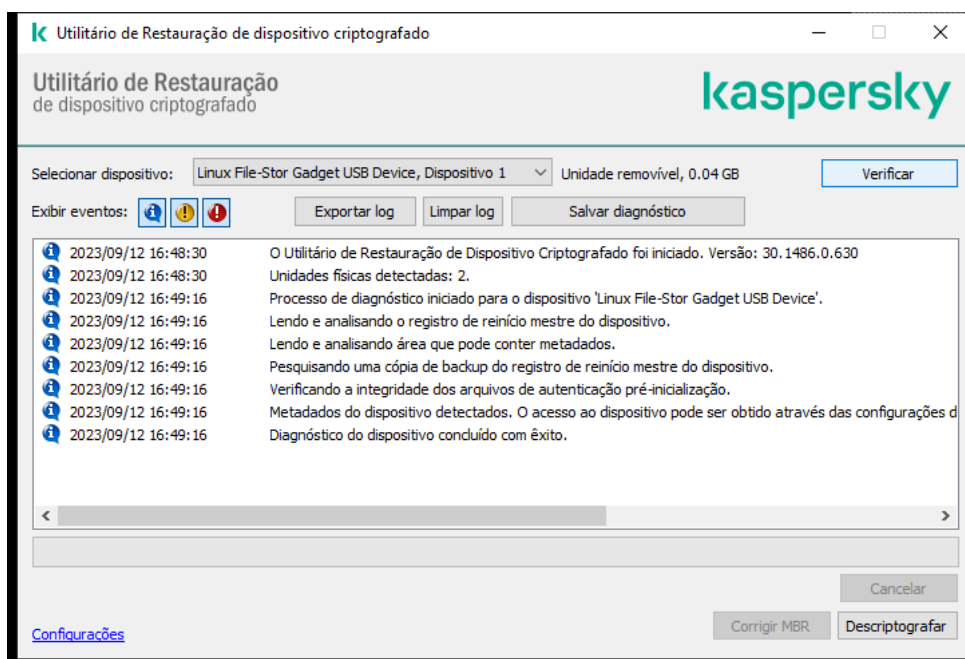 Utilitário de Restauração de dispositivo criptografado
Utilitário de Restauração
de dispositivo criptografado
kaspersky
Selecionar dispositivo: Linux File-Stor Gadget USB Device, Dispositivo 1 Unidade removível, 0.04 GB Verificar
Exibir eventos: Exportar log Limpar log Salvar diagnóstico
2023/09/12 16:48:30 O Utilitário de Restauração de Dispositivo Criptografado foi iniciado. Versão: 30.1486.0.630
2023/09/12 16:48:30 Unidades físicas detectadas: 2.
2023/09/12 16:49:16 Processo de diagnóstico iniciado para o dispositivo 'Linux File-Stor Gadget USB Device'.
2023/09/12 16:49:16 Lendo e analisando o registro de reinício mestre do dispositivo.
2023/09/12 16:49:16 Lendo e analisando área que pode conter metadados.
2023/09/12 16:49:16 Pesquisando uma cópia de backup do registro de reinício mestre do dispositivo.
2023/09/12 16:49:16 Verificando a integridade dos arquivos de autenticação pré-inicialização.
2023/09/12 16:49:16 Metadados do dispositivo detectados. O acesso ao dispositivo pode ser obtido através das configurações d
2023/09/12 16:49:16 Diagnóstico do dispositivo concluído com êxito.
Cancelar
Configurações Corrigir MBR Descriptografar